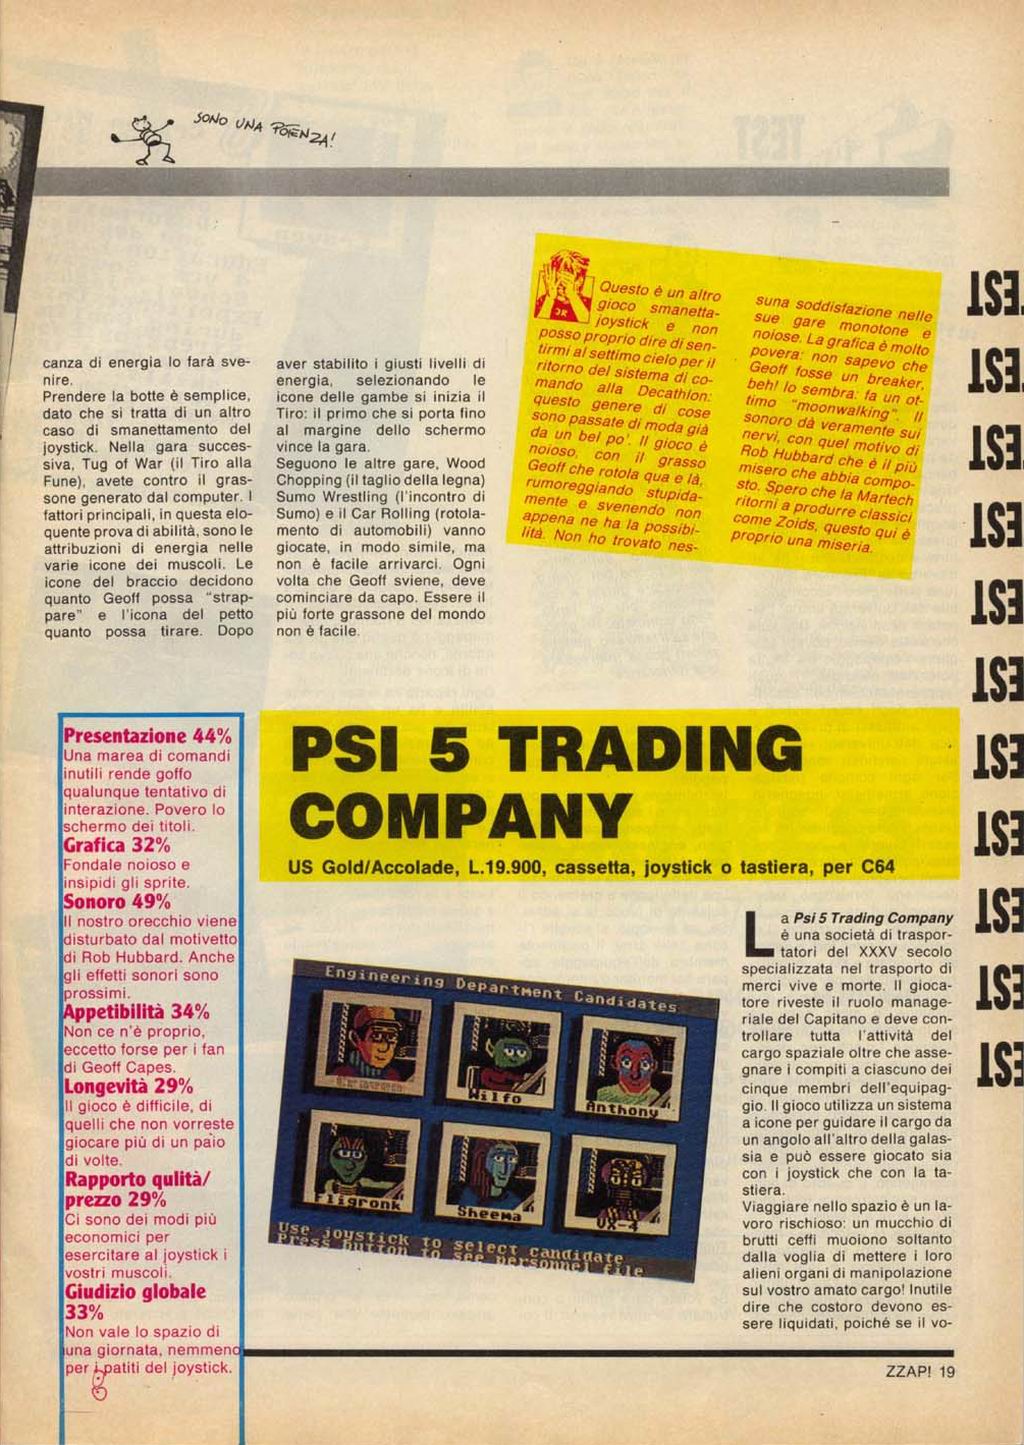 SONO UNA POTENZA!
canza di energia lo farà sve-
nire.
Prendere la botte è semplice,
dato che si tratta di un altro
caso di smanettamento del
joystick. Nella gara succes-
siva, Tug of War (il Tiro alla
Fune), avete contro il gras-
sone generato dal computer. I
fattori principali, in questa elo-
quente prova di abilità, sono le
attribuzioni di energia nelle
varie icone dei muscoli. Le
icone del braccio decidono
quanto Geoff possa "strap-
pare" e l'icona del petto
quanto possa tirare. Dopo
aver stabilito i giusti livelli di
energia, selezionando le
icone delle gambe si inizia il
Tiro: il primo che si porta fino
al margine dello schermo
vince la gara.
Seguono le altre gare, Wood
Chopping (il taglio della legna)
Sumo Wrestling (l'incontro di
Sumo) e il Car Rolling (rotola-
mento di automobili) vanno
giocate, in modo simile, ma
non è facile arrivarci. Ogni
volta che Geoff sviene, deve
cominciare da capo. Essere il
più forte grassone del mondo
non è facile.
JR
Questo è un altro
gioco smanetta-
joystick e non
posso proprio dire di sen-
tirmi al settimo cielo per il
ritorno del sistema di co-
mando alla Decathlon:
questo genere di cose
sono passate di moda già
da un bel po'. Il gioco è
noioso, con il grasso
Geoff che rotola qua e là,
rumoreggiando stupida-
mente e svenendo non
appena ne ha la possibi-
lità. Non ho trovato nes-
suna soddisfazione nelle
sue gare monotone e
noiose. La grafica è molto
povera: non sapevo che
Geoff fosse un breaker,
beh! lo sembra: fa un ot-
timo "moonwalking". Il
sonoro dà veramente sui
nervi, con quel motivo di
Rob Hubbard che è il più
misero che abbia compo-
sto. Spero che la Martech
ritorni a produrre classici
come Zoids, questo qui è
proprio una miseria.
TEST
TEST
TEST
TEST
TEST
TEST
TEST
TEST
TEST
TEST
TEST
Presentazione 44%
Una marea di comandi
inutili rende goffo
qualunque tentativo di
interazione. Povero lo
schermo dei titoli.
Grafica 32%
Fondale noioso e
insipidi gli sprite.
Sonoro 49%
Il nostro orecchio viene
disturbato dal motivetto
di Rob Hubbard. Anche
gli effetti sonori sono
prossimi.
Appetibilità 34%
Non ce n'è proprio,
eccetto forse per i fan
di Geoff Capes.
Longevità 29%
Il gioco è difficile, di
quelli che non vorreste
giocare più di un paio
di volte.
Rapporto qulità/
prezzo 29%
Ci sono dei modi più
economici per
esercitare al joystick i
vostri muscoli.
Giudizio globale
33%
Non vale lo spazio di
una giornata, nemmeno
per i patiti del joystick.
PSI 5 TRADING
COMPANY
US Gold/Accolade, L.19.900, cassetta, joystick o tastiera, per C64
Engineering Department Candidates
Wilfo
Anthony
Fligronk
Sheema
VX-4
Use joystick to select candidate
Press button to see personnel file
La Psi 5 Trading Company
è una società di traspor-
tatori del XXXV secolo
specializzata nel trasporto di
merci vive e morte. Il gioca-
tore riveste il ruolo manage-
riale del Capitano e deve con-
trollare tutta l'attività del
cargo spaziale oltre che asse-
gnare i compiti a ciascuno dei
cinque membri dell'equipag-
gio. Il gioco utilizza un sistema
a icone per guidare il cargo da
un angolo all'altro della galas-
sia e può essere giocato sia
con i joystick che con la ta-
stiera.
Viaggiare nello spazio è un la-
voro rischioso: un mucchio di
brutti ceffi muoiono soltanto
dalla voglia di mettere i loro
alieni organi di manipolazione
sul vostro amato cargo! Inutile
dire che costoro devono es-
sere liquidati, poiché se il vo-
ZZAP! 19